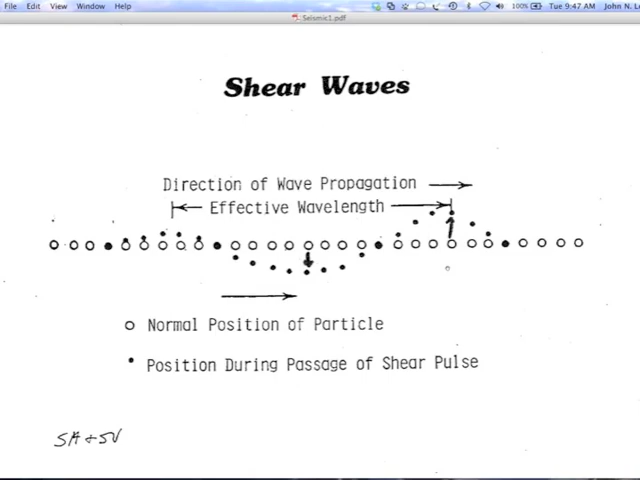 File Edit View Window Help 100% Tue 9:47 AM John N. Lo
Seismic1.pdf
Shear Waves
Direction of Wave Propagation
Effective Wavelength
Normal Position of Particle
Position During Passage of Shear Pulse
SH + SV